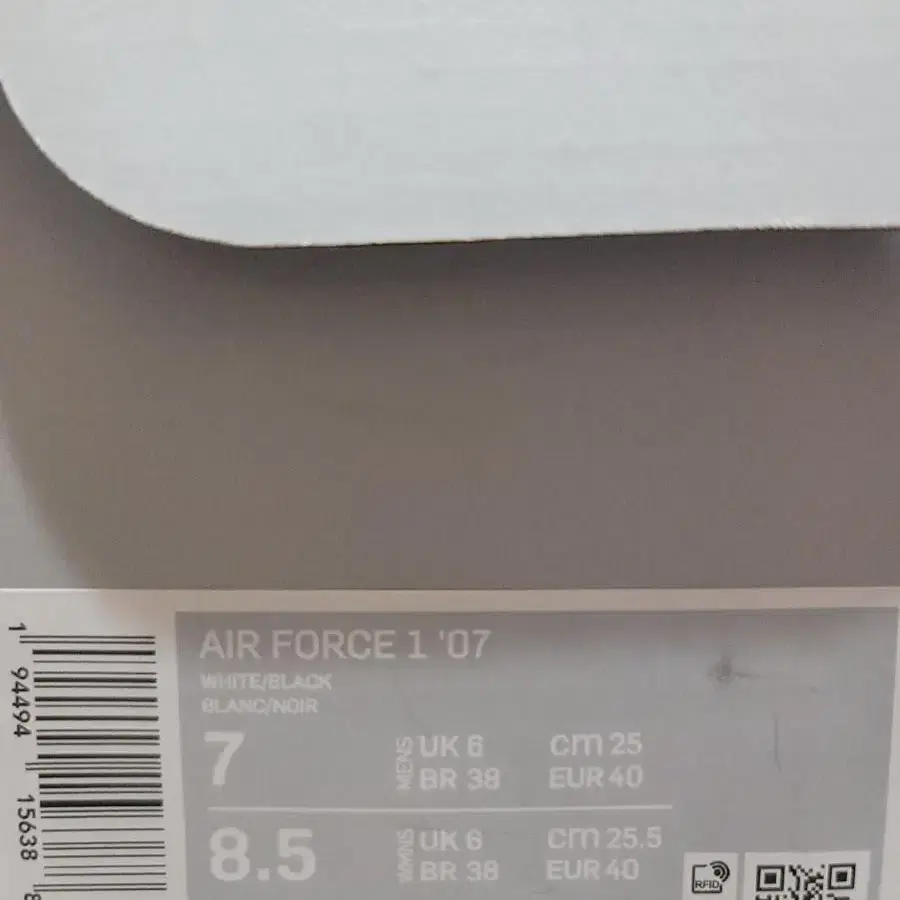 AIR FORCE 1 '07
WHITE/BLACK
BLANC/NOIR
7 MENS UK 6 cm 25
BR 38 EUR 40
8.5 WMNS UK 6 cm 25.5
BR 38 EUR 40
RFID
1 94494 15638 8